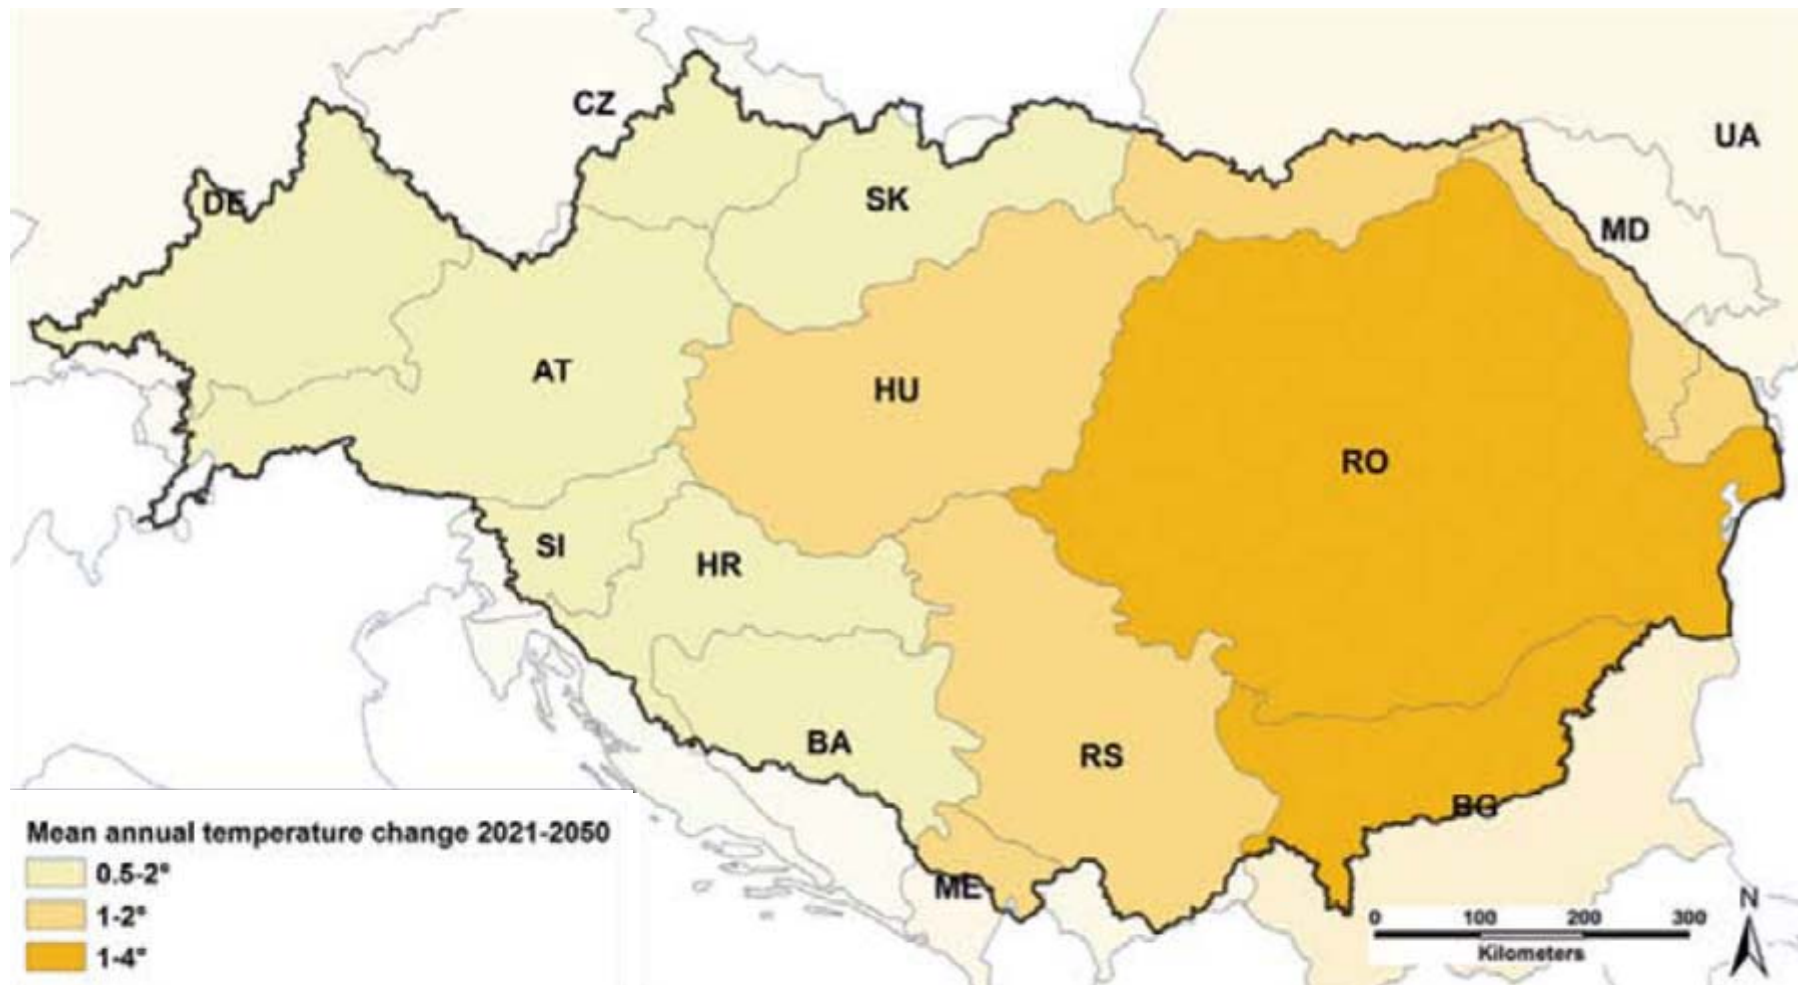 CZ
UA
DE
SK
MD
AT
HU
RO
SI
HR
BA
RS
BG
ME
Mean annual temperature change 2021-2050
0.5-2°
1-2°
1-4°
N
0 100 200 300
Kilometers